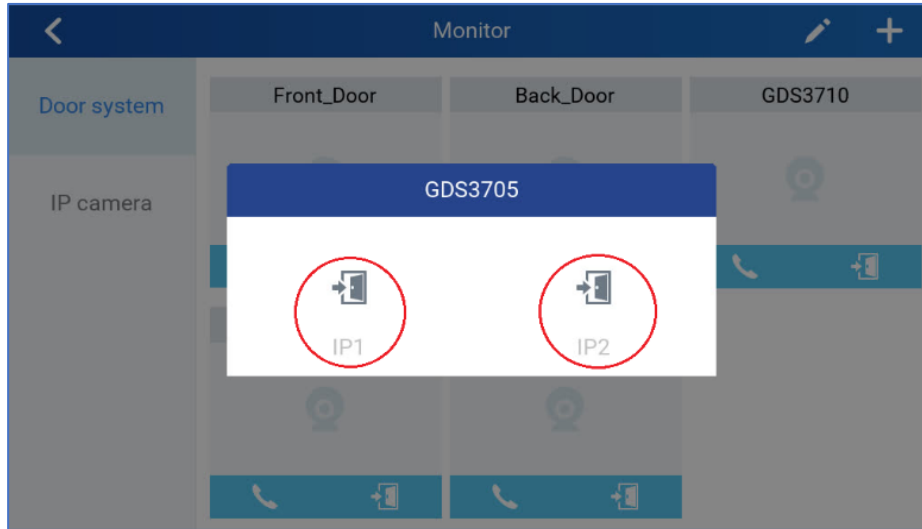 Monitor
Door system
IP camera
Front_Door
Back_Door
GDS3710
GDS3705
IP1
IP2